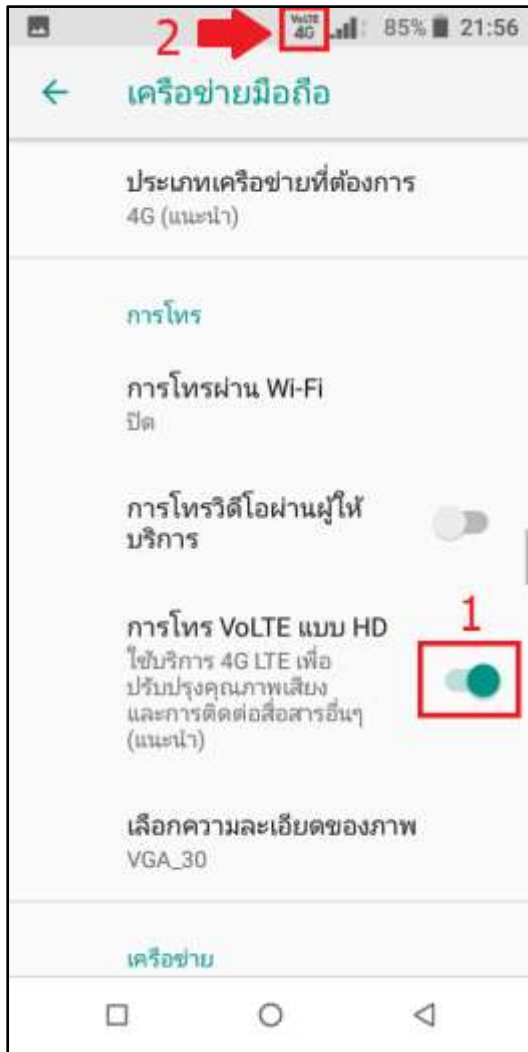 2 VoLTE 4G 85% 21:56
เครือข่ายมือถือ
ประเภทเครือข่ายที่ต้องการ
4G (แนะนำ)
การโทร
การโทรผ่าน Wi-Fi
ปิด
การโทรวิดีโอผ่านผู้ให้
บริการ
1
การโทร VoLTE แบบ HD
ใช้บริการ 4G LTE เพื่อ
ปรับปรุงคุณภาพเสียง
และการติดต่อสื่อสารอื่นๆ
(แนะนำ)
เลือกความละเอียดของภาพ
VGA_30
เครือข่าย